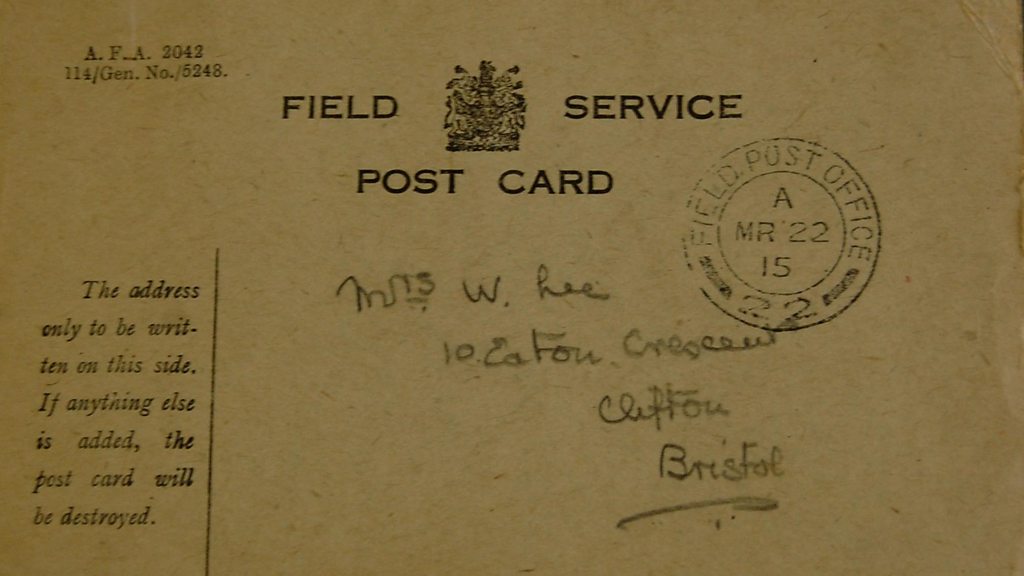 A. F. A. 2042
114/Gen. No./5248.
FIELD SERVICE
POST CARD
FIELD POST OFFICE
A
MR 22
15
22
The address
only to be writ-
ten on this side.
If anything else
is added, the
post card will
be destroyed.
Mrs W. Lee
10. Eaton Crescent
Clifton
Bristol